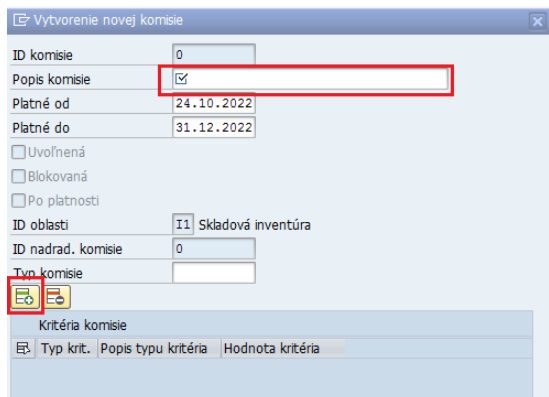 Vytvorenie novej komisie
ID komisie 0
Popis komisie
Platné od 24.10.2022
Platné do 31.12.2022
Uvoľnená
Blokovaná
Po platnosti
ID oblasti I1 Skladová inventúra
ID nadrad. komisie 0
Typ komisie
Kritéria komisie
Typ krit. Popis typu kritéria Hodnota kritéria